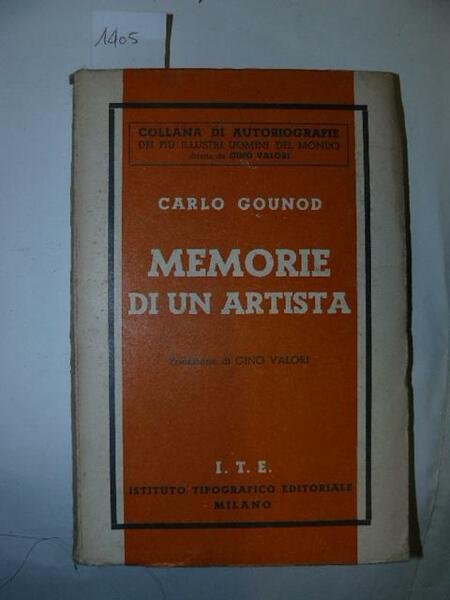 1405
COLLANA DI AUTOBIOGRAFIE
DEI PIÙ ILLUSTRI UOMINI DEL MONDO
diretta da GINO VALORI
CARLO GOUNOD
MEMORIE
DI UN ARTISTA
Prefazione di GINO VALORI
I. T. E.
ISTITUTO TIPOGRAFICO EDITORIALE
MILANO